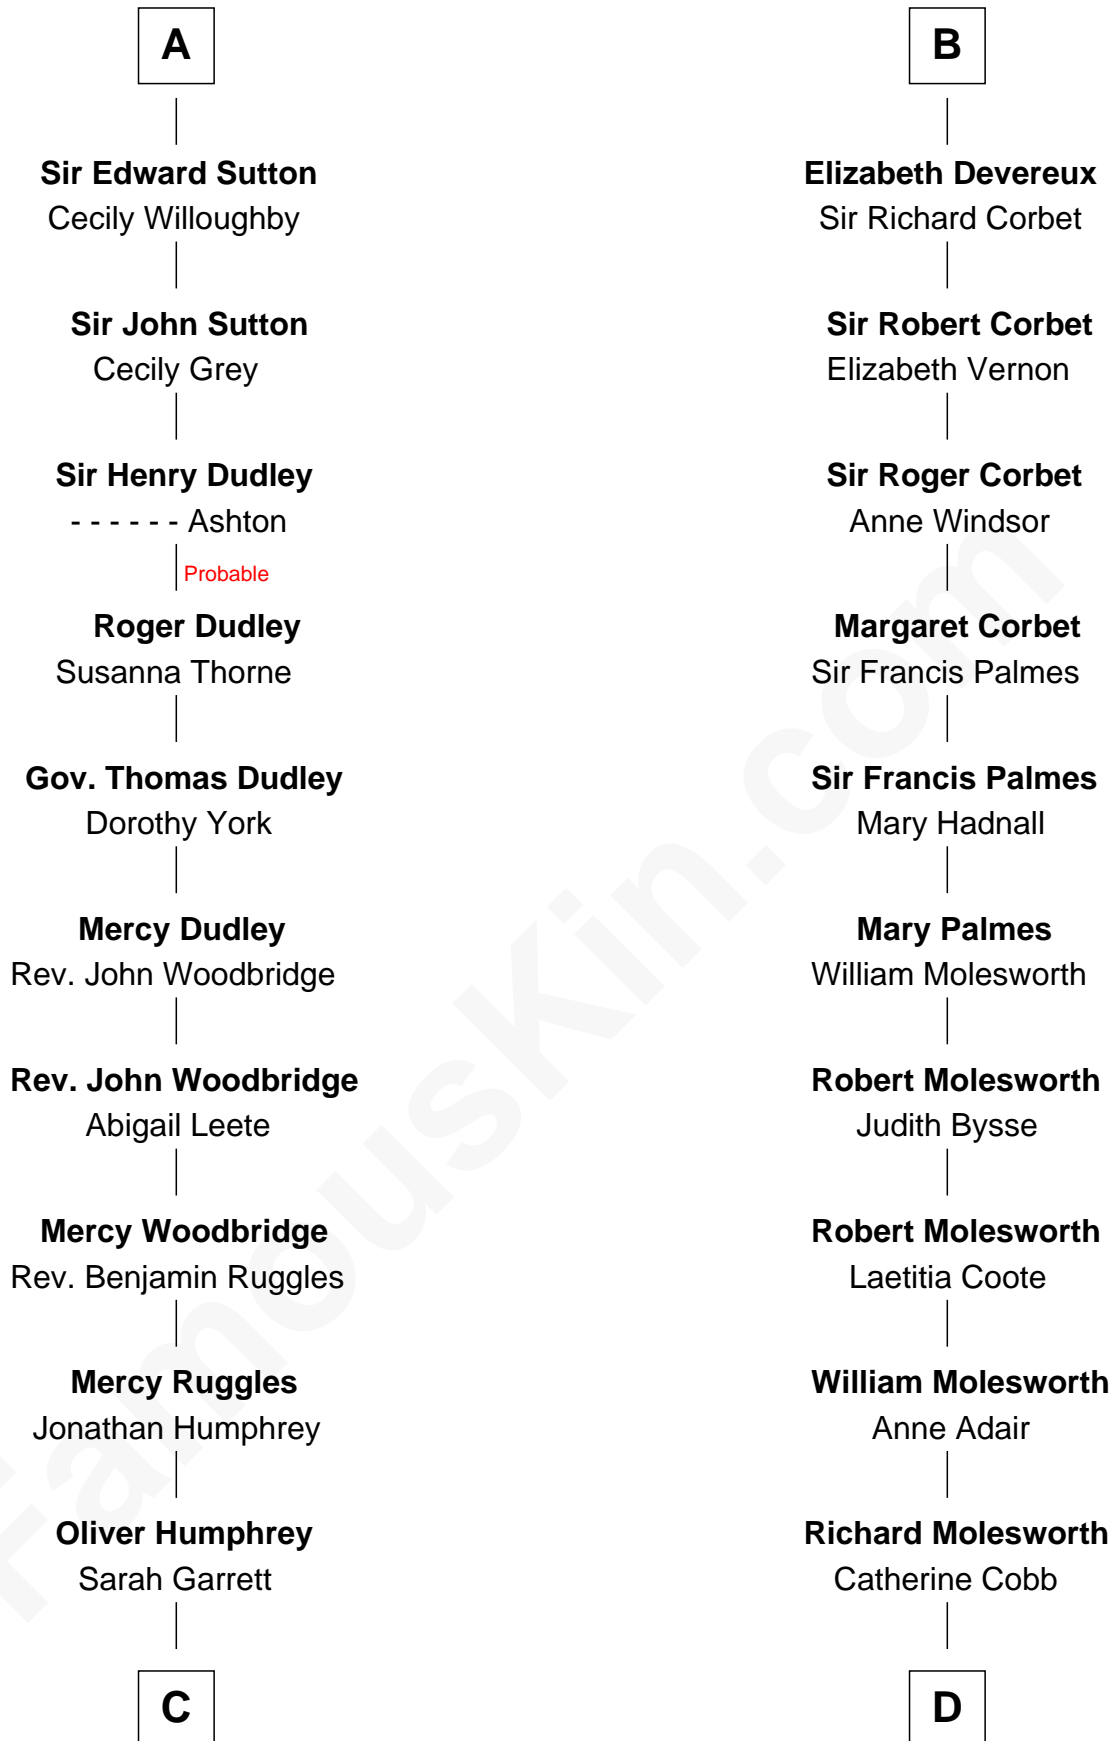 A
Sir Edward Sutton
Cecily Willoughby
Sir John Sutton
Cecily Grey
Sir Henry Dudley
- - - - - - Ashton
Probable
Roger Dudley
Susanna Thorne
Gov. Thomas Dudley
Dorothy York
Mercy Dudley
Rev. John Woodbridge
Rev. John Woodbridge
Abigail Leete
Mercy Woodbridge
Rev. Benjamin Ruggles
Mercy Ruggles
Jonathan Humphrey
Oliver Humphrey
Sarah Garrett
C
B
Elizabeth Devereux
Sir Richard Corbet
Sir Robert Corbet
Elizabeth Vernon
Sir Roger Corbet
Anne Windsor
Margaret Corbet
Sir Francis Palmes
Sir Francis Palmes
Mary Hadnall
Mary Palmes
William Molesworth
Robert Molesworth
Judith Bysse
Robert Molesworth
Laetitia Coote
William Molesworth
Anne Adair
Richard Molesworth
Catherine Cobb
D
FamousKin.com